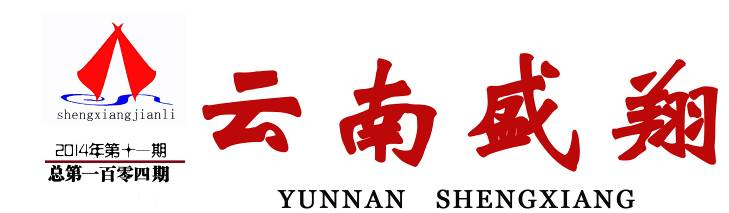 shengxiangjianli
2014年第十一期
总第一百零四期
云南盛翔
YUNNAN SHENGXIANG